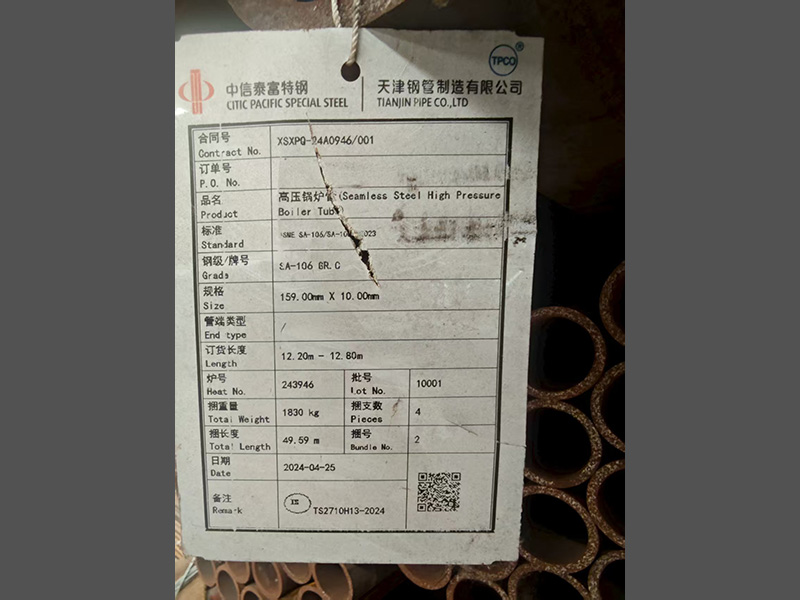 TPCO
中信泰富特钢
CITIC PACIFIC SPECIAL STEEL
天津钢管制造有限公司
TIANJIN PIPE CO.,LTD
合同号 XSXPQ-24A0946/001
Contract No.
订单号
P.O. No.
品名 高压锅炉管(Seamless Steel High Pressure
Product Boiler Tube)
标准
Standard ASME SA-106/SA-106 2023
钢级/牌号
Grade SA-106 GR.C
规格
Size 159.00mm X 10.00mm
管端类型
End type /
订货长度
Length 12.20m - 12.80m
炉号 243946 批号 10001
Heat No. Lot No.
捆重量 1830 kg 捆支数 4
Total Weight Pieces
捆长度 49.59 m 捆号 2
Total Length Bundle No.
日期 2024-04-25
Date
备注
Remark TS2710H13-2024